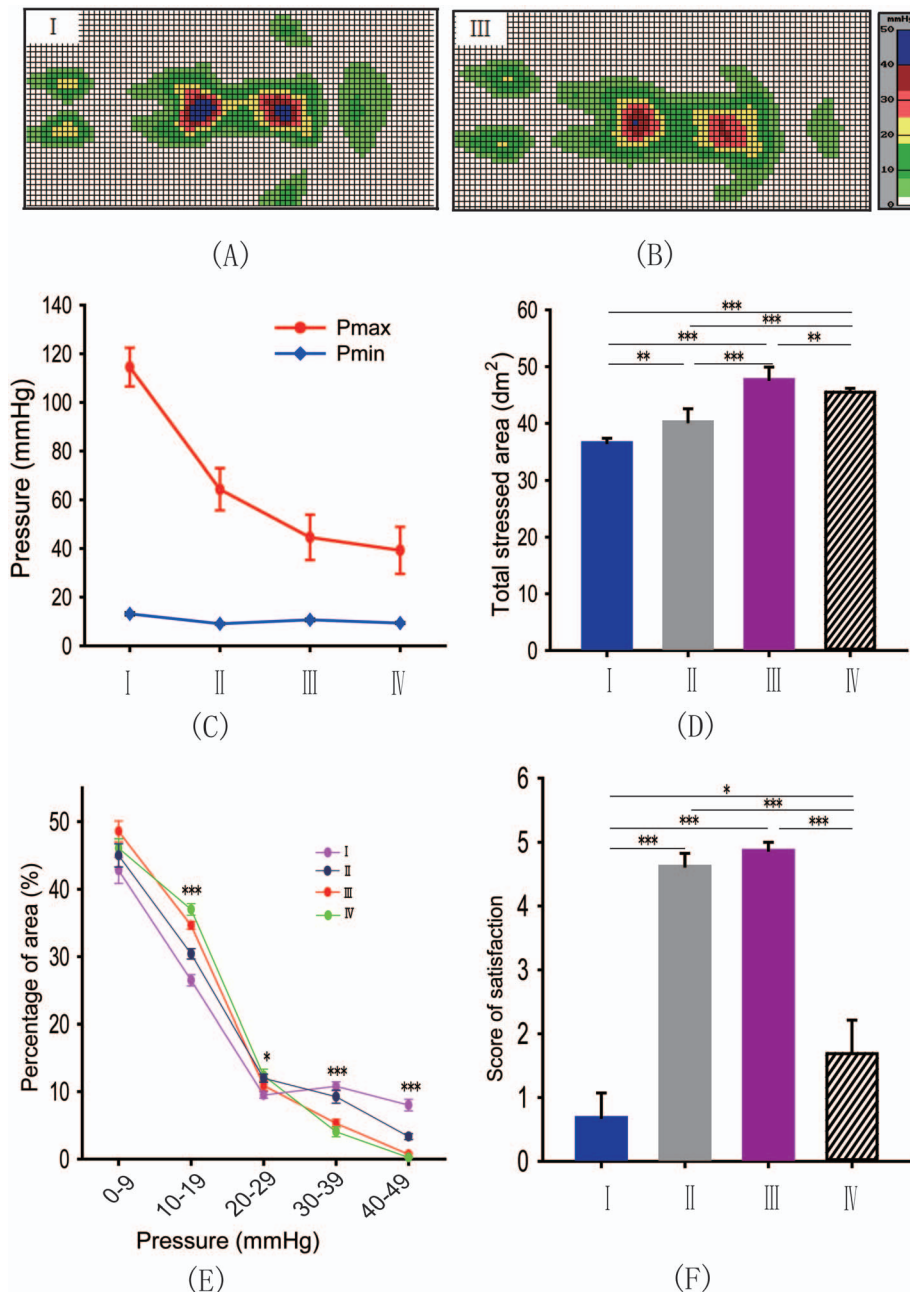 I
III
mmHg
50
40
30
20
10
0
(A)
(B)
Pressure (mmHg)
140
120
100
80
60
40
20
0
Pmax
Pmin
I
II
III
IV
(C)
Total stressed area (dm²)
60
50
40
30
20
10
0
***
***
***
**
**
***
I
II
III
IV
(D)
Percentage of area (%)
50
40
30
20
10
0
I
II
III
IV
***
*
***
***
0-9
10-19
20-29
30-39
40-49
Pressure (mmHg)
(E)
Score of satisfaction
6
5
4
3
2
1
0
*
***
***
***
***
I
II
III
IV
(F)